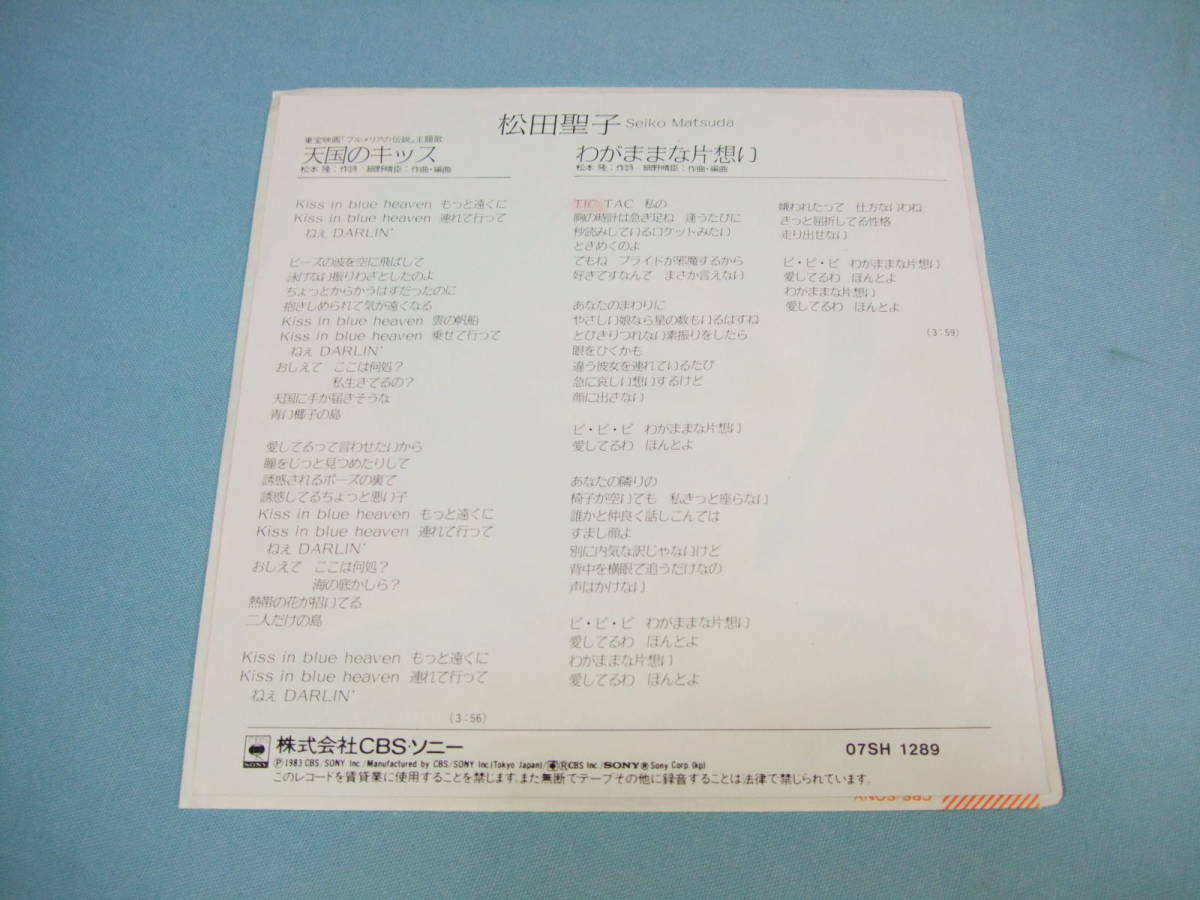 松田聖子 Seiko Matsuda
東宝映画「プルメリアの伝説」主題歌
天国のキッス
松本 隆:作詩 細野晴臣:作曲・編曲
Kiss in blue heaven もっと遠くに
Kiss in blue heaven 連れて行って
ねぇ DARLIN'
ビーズの波を空に飛ばして
泳げない振りわざとしたのよ
ちょっとからかうはずだったのに
抱きしめられて気が遠くなる
Kiss in blue heaven 雲の帆船
Kiss in blue heaven 乗せて行って
ねぇ DARLIN'
おしえて ここは何処?
私生きてるの?
天国に手が届きそうな
青い椰子の島
愛してるって言わせたいから
瞳をじっと見つめたりして
誘惑されるポーズの裏で
誘惑してるちょっと悪い子
Kiss in blue heaven もっと遠くに
Kiss in blue heaven 連れて行って
ねぇ DARLIN'
おしえて ここは何処?
海の底かしら?
熱帯の花が招いてる
二人だけの島
Kiss in blue heaven もっと遠くに
Kiss in blue heaven 連れて行って
ねぇ DARLIN'
(3:56)
わがままな片想い
松本 隆:作詩 細野晴臣:作曲・編曲
TIC TAC 私の
胸の時計は急ぎ足ね 逢うたびに
秒読みしているロケットみたい
ときめくのよ
でもね プライドが邪魔するから
好きですなんて まさか言えない
あなたのまわりに
やさしい娘なら星の数もいるはずね
とびきりつれない素振りをしたら
眼をひくかも
違う彼女を連れているたび
急に哀しい想いするけど
顔に出さない
ピ・ピ・ピ わがままな片想い
愛してるわ ほんとよ
あなたの隣りの
椅子が空いても 私きっと座らない
誰かと仲良く話しこんでは
すまし顔よ
別に内気な訳じゃないけど
背中を横眼で追うだけなの
声はかけない
ピ・ピ・ピ わがままな片想い
愛してるわ ほんとよ
わがままな片想い
愛してるわ ほんとよ
嫌われたって 仕方ないわね
きっと屈折してる性格
走り出せない
ピ・ピ・ピ わがままな片想い
愛してるわ ほんとよ
わがままな片想い
愛してるわ ほんとよ
(3:59)
CBS SONY 株式会社CBS・ソニー 07SH 1289
Ⓟ1983 CBS/SONY Inc./Manufactured by CBS/SONY Inc.(Tokyo Japan)/ⓇCBS Inc./SONY®Sony Corp.(kp)
このレコードを賃貸業に使用することを禁じます.また無断でテープその他に録音することは法律で禁じられています.
CBS SONY